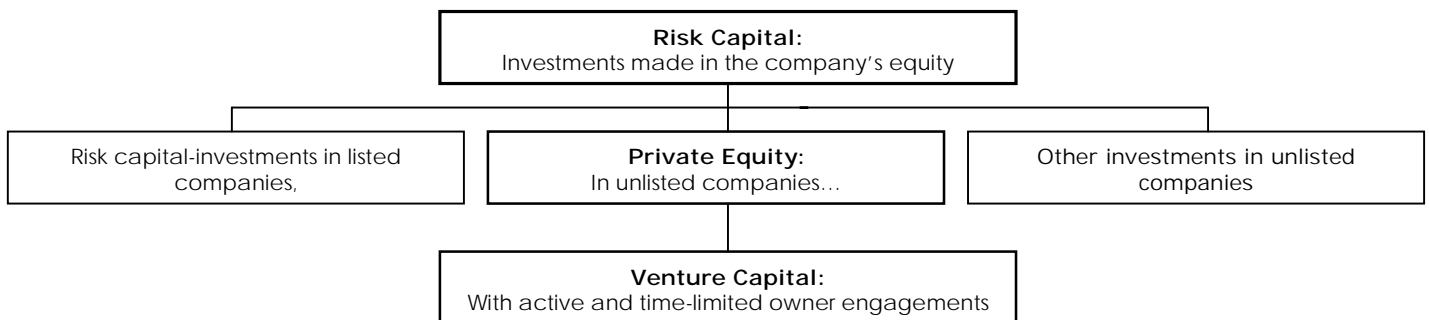 Risk Capital:
Investments made in the company's equity
Risk capital-investments in listed
companies,
Private Equity:
In unlisted companies…
Other investments in unlisted
companies
Venture Capital:
With active and time-limited owner engagements